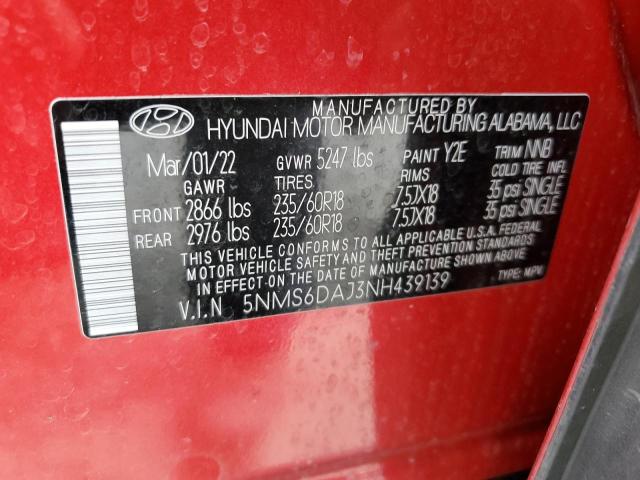 MANUFACTURED BY
HYUNDAI MOTOR MANUFACTURING ALABAMA, LLC
Mar/01/22 GVWR 5247 lbs PAINT Y2E TRIM NNB
GAWR TIRES RIMS COLD TIRE INFL
FRONT 2866 lbs 235/60R18 7.5JX18 35 psi SINGLE
REAR 2976 lbs 235/60R18 7.5JX18 35 psi SINGLE
THIS VEHICLE CONFORMS TO ALL APPLICABLE U.S.A. FEDERAL
MOTOR VEHICLE SAFETY, BUMPER, AND THEFT PREVENTION STANDARDS
IN EFFECT ON THE DATE OF MANUFACTURE SHOWN ABOVE.
V.I.N 5NMS6DAJ3NH439139 TYPE: MPV